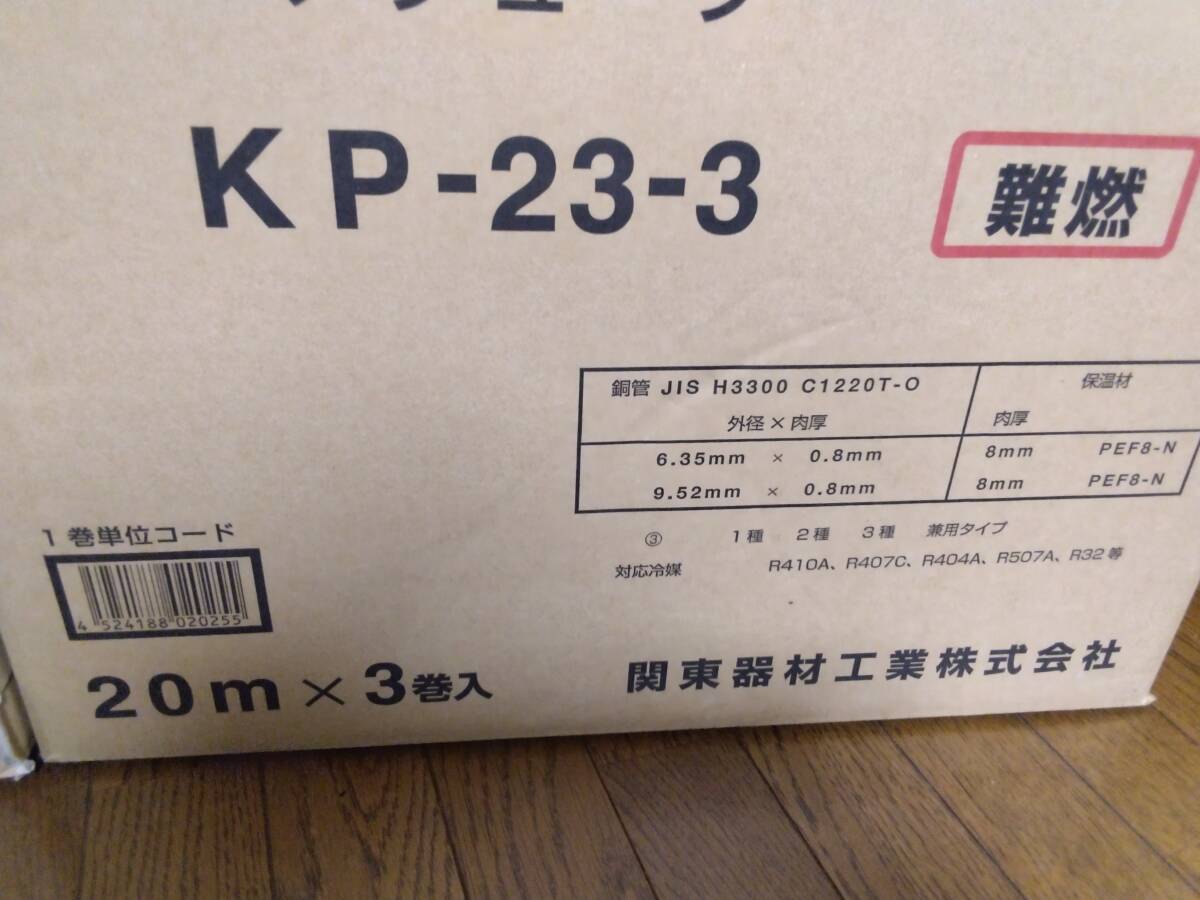 KP-23-3
難燃
銅管 JIS H3300 C1220T-O
保温材
外径 × 肉厚
肉厚
6.35mm × 0.8mm
8mm PEF8-N
9.52mm × 0.8mm
8mm PEF8-N
③ 1種 2種 3種 兼用タイプ
対応冷媒 R410A、R407C、R404A、R507A、R32等
1巻単位コード
4 524188 020255
20m×3巻入
関東器材工業株式会社